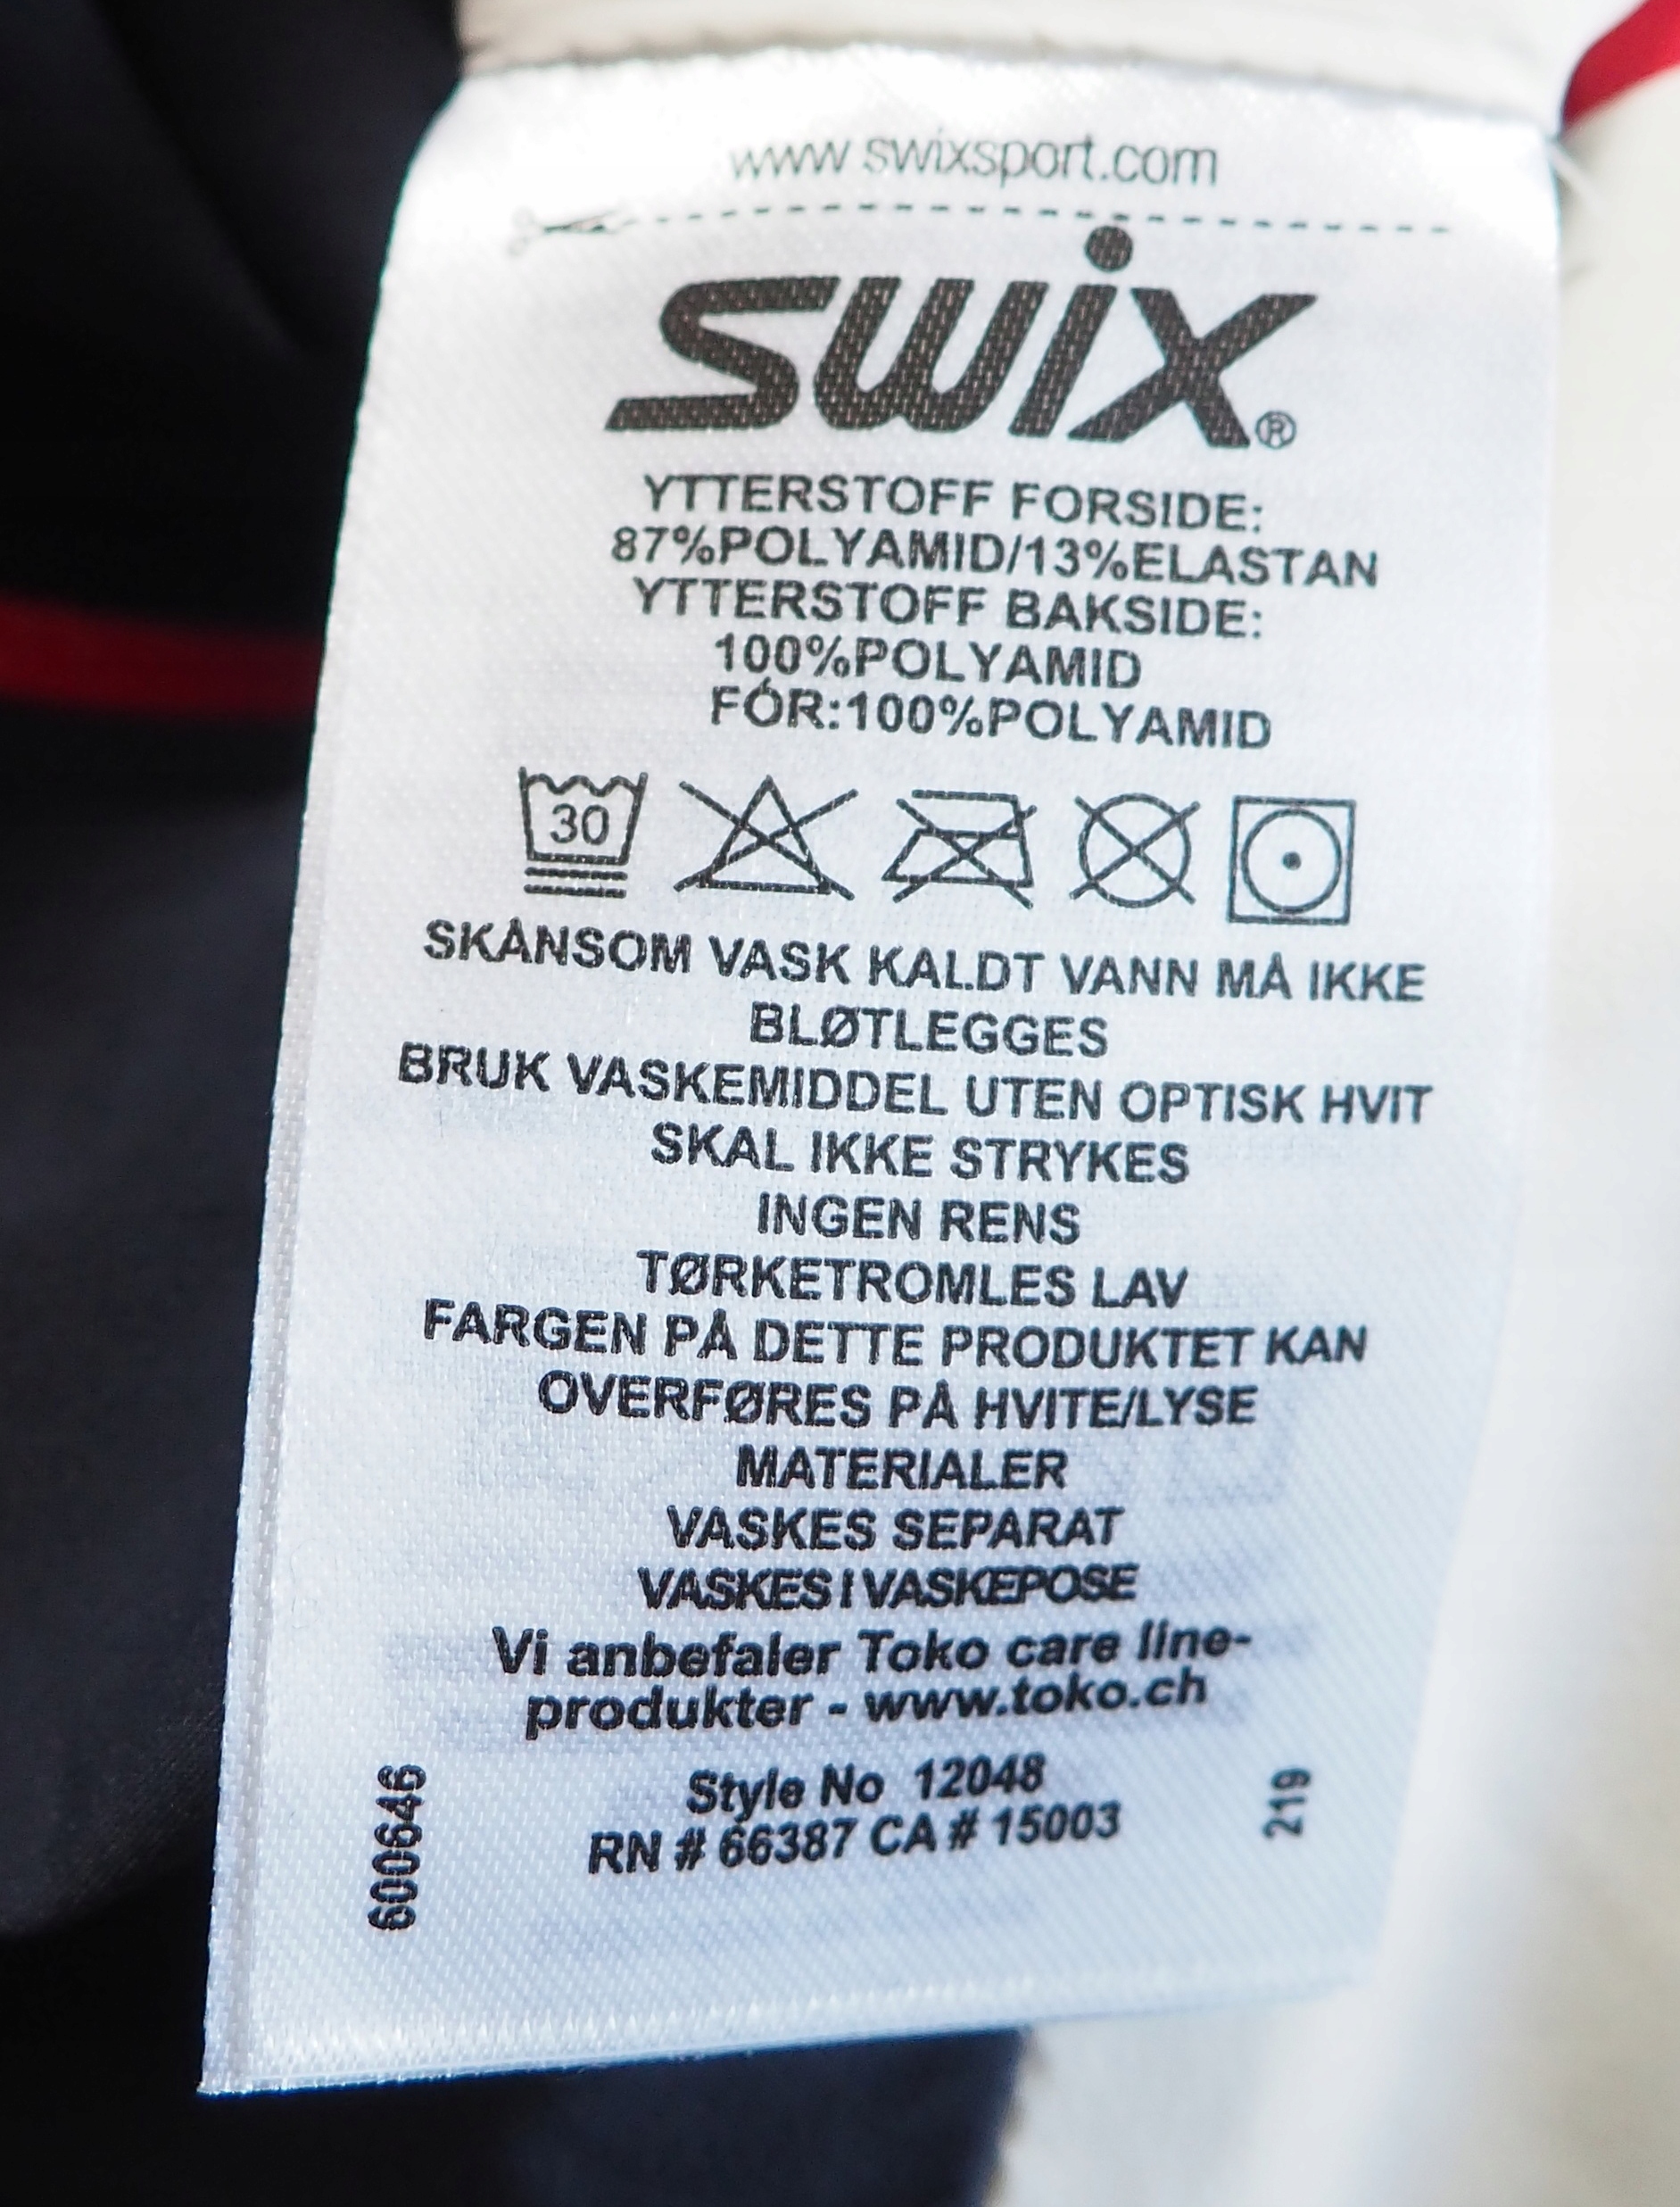 www.swixsport.com
SWIX®
YTTERSTOFF FORSIDE:
87%POLYAMID/13%ELASTAN
YTTERSTOFF BAKSIDE:
100%POLYAMID
FÓR:100%POLYAMID
30
SKÅNSOM VASK KALDT VANN MÅ IKKE
BLØTLEGGES
BRUK VASKEMIDDEL UTEN OPTISK HVIT
SKAL IKKE STRYKES
INGEN RENS
TØRKETROMLES LAV
FARGEN PÅ DETTE PRODUKTET KAN
OVERFØRES PÅ HVITE/LYSE
MATERIALER
VASKES SEPARAT
VASKES I VASKEPOSE
Vi anbefaler Toko care line-
produkter - www.toko.ch
Style No 12048
RN # 66387 CA # 15003
600646
219